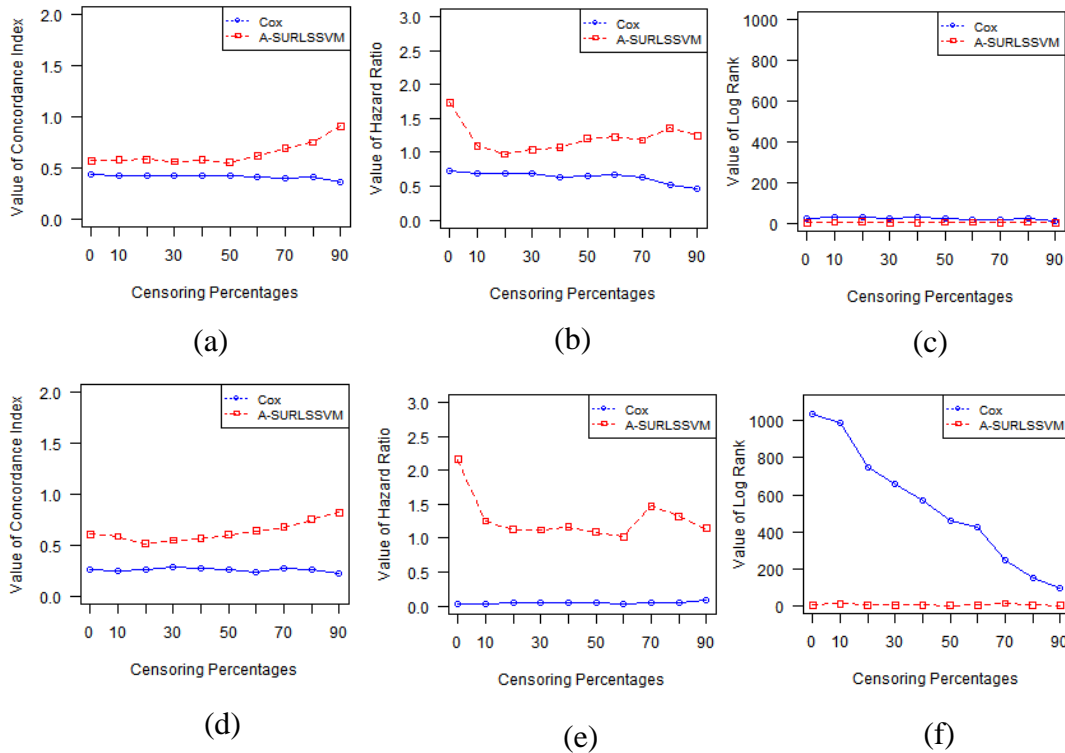 Value of Concordance Index
2.0
1.5
1.0
0.5
0.0
Cox
A-SURLSSVM
0 10 30 50 70 90
Censoring Percentages
(a)
Value of Hazard Ratio
3.0
2.5
2.0
1.5
1.0
0.5
0.0
Cox
A-SURLSSVM
0 10 30 50 70 90
Censoring Percentages
(b)
Value of Log Rank
1000
800
600
400
200
0
Cox
A-SURLSSVM
0 10 30 50 70 90
Censoring Percentages
(c)
Value of Concordance Index
2.0
1.5
1.0
0.5
0.0
Cox
A-SURLSSVM
0 10 30 50 70 90
Censoring Percentages
(d)
Value of Hazard Ratio
3.0
2.5
2.0
1.5
1.0
0.5
0.0
Cox
A-SURLSSVM
0 10 30 50 70 90
Censoring Percentages
(e)
Value of Log Rank
1000
800
600
400
200
0
Cox
A-SURLSSVM
0 10 30 50 70 90
Censoring Percentages
(f)